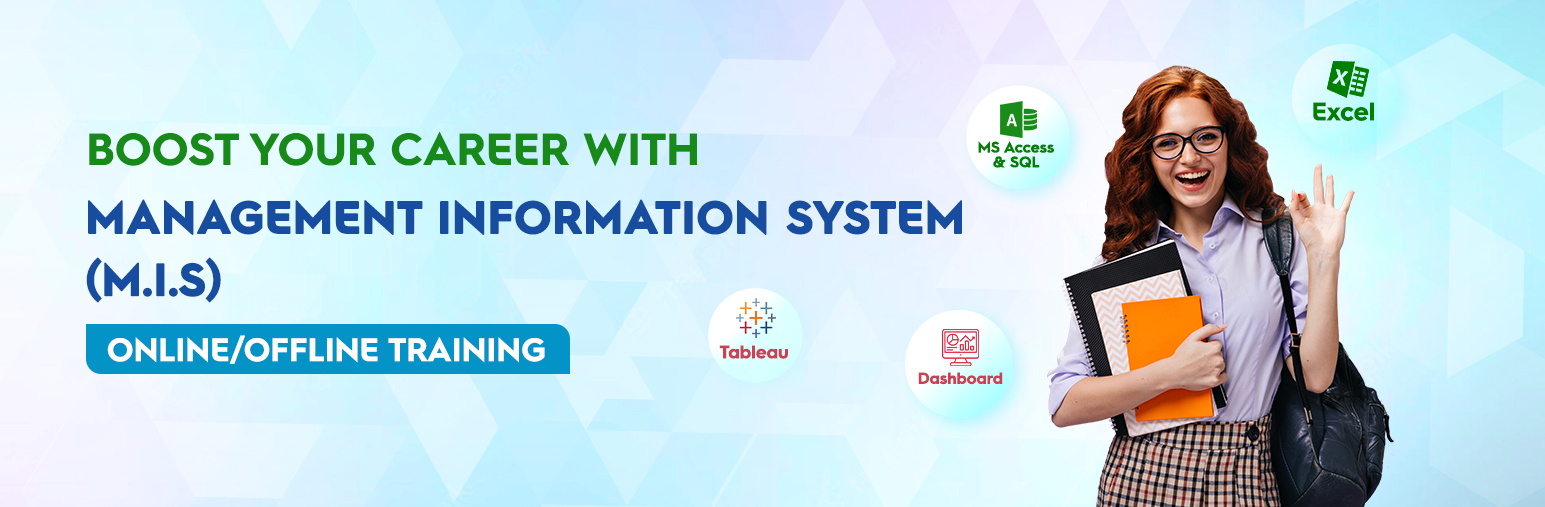 BOOST YOUR CAREER WITH
MANAGEMENT INFORMATION SYSTEM
(M.I.S)
ONLINE/OFFLINE TRAINING
A
MS Access
& SQL
X
Excel
Tableau
Dashboard